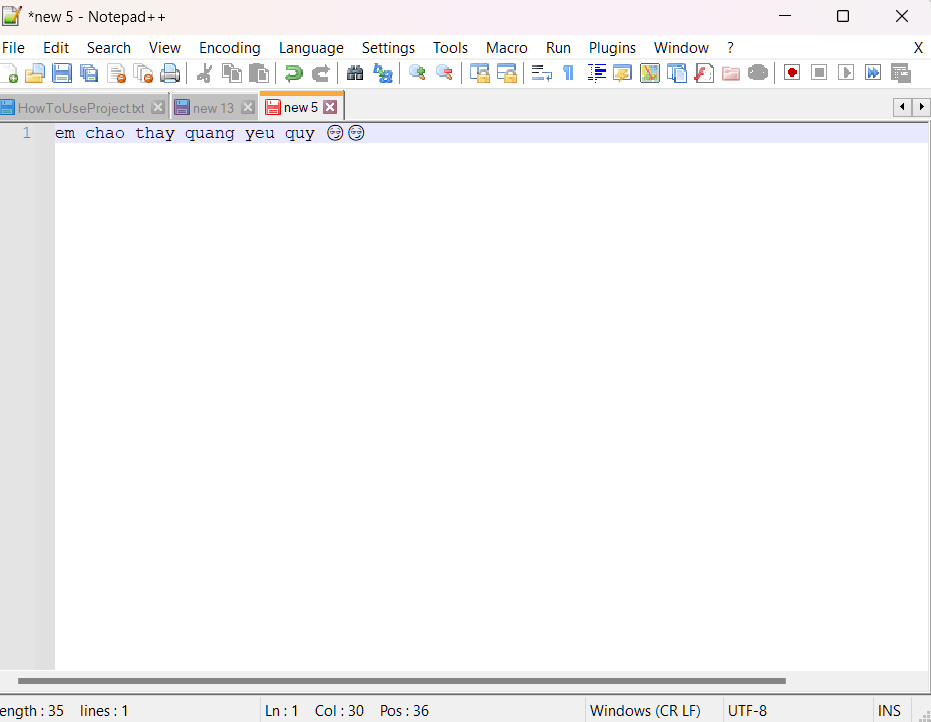 *new 5 - Notepad++
File Edit Search View Encoding Language Settings Tools Macro Run Plugins Window ? X
HowToUseProject.txt new 13 new 5
1 em chao thay quang yeu quy 😏😏
ength : 35 lines : 1 Ln : 1 Col : 30 Pos : 36 Windows (CR LF) UTF-8 INS